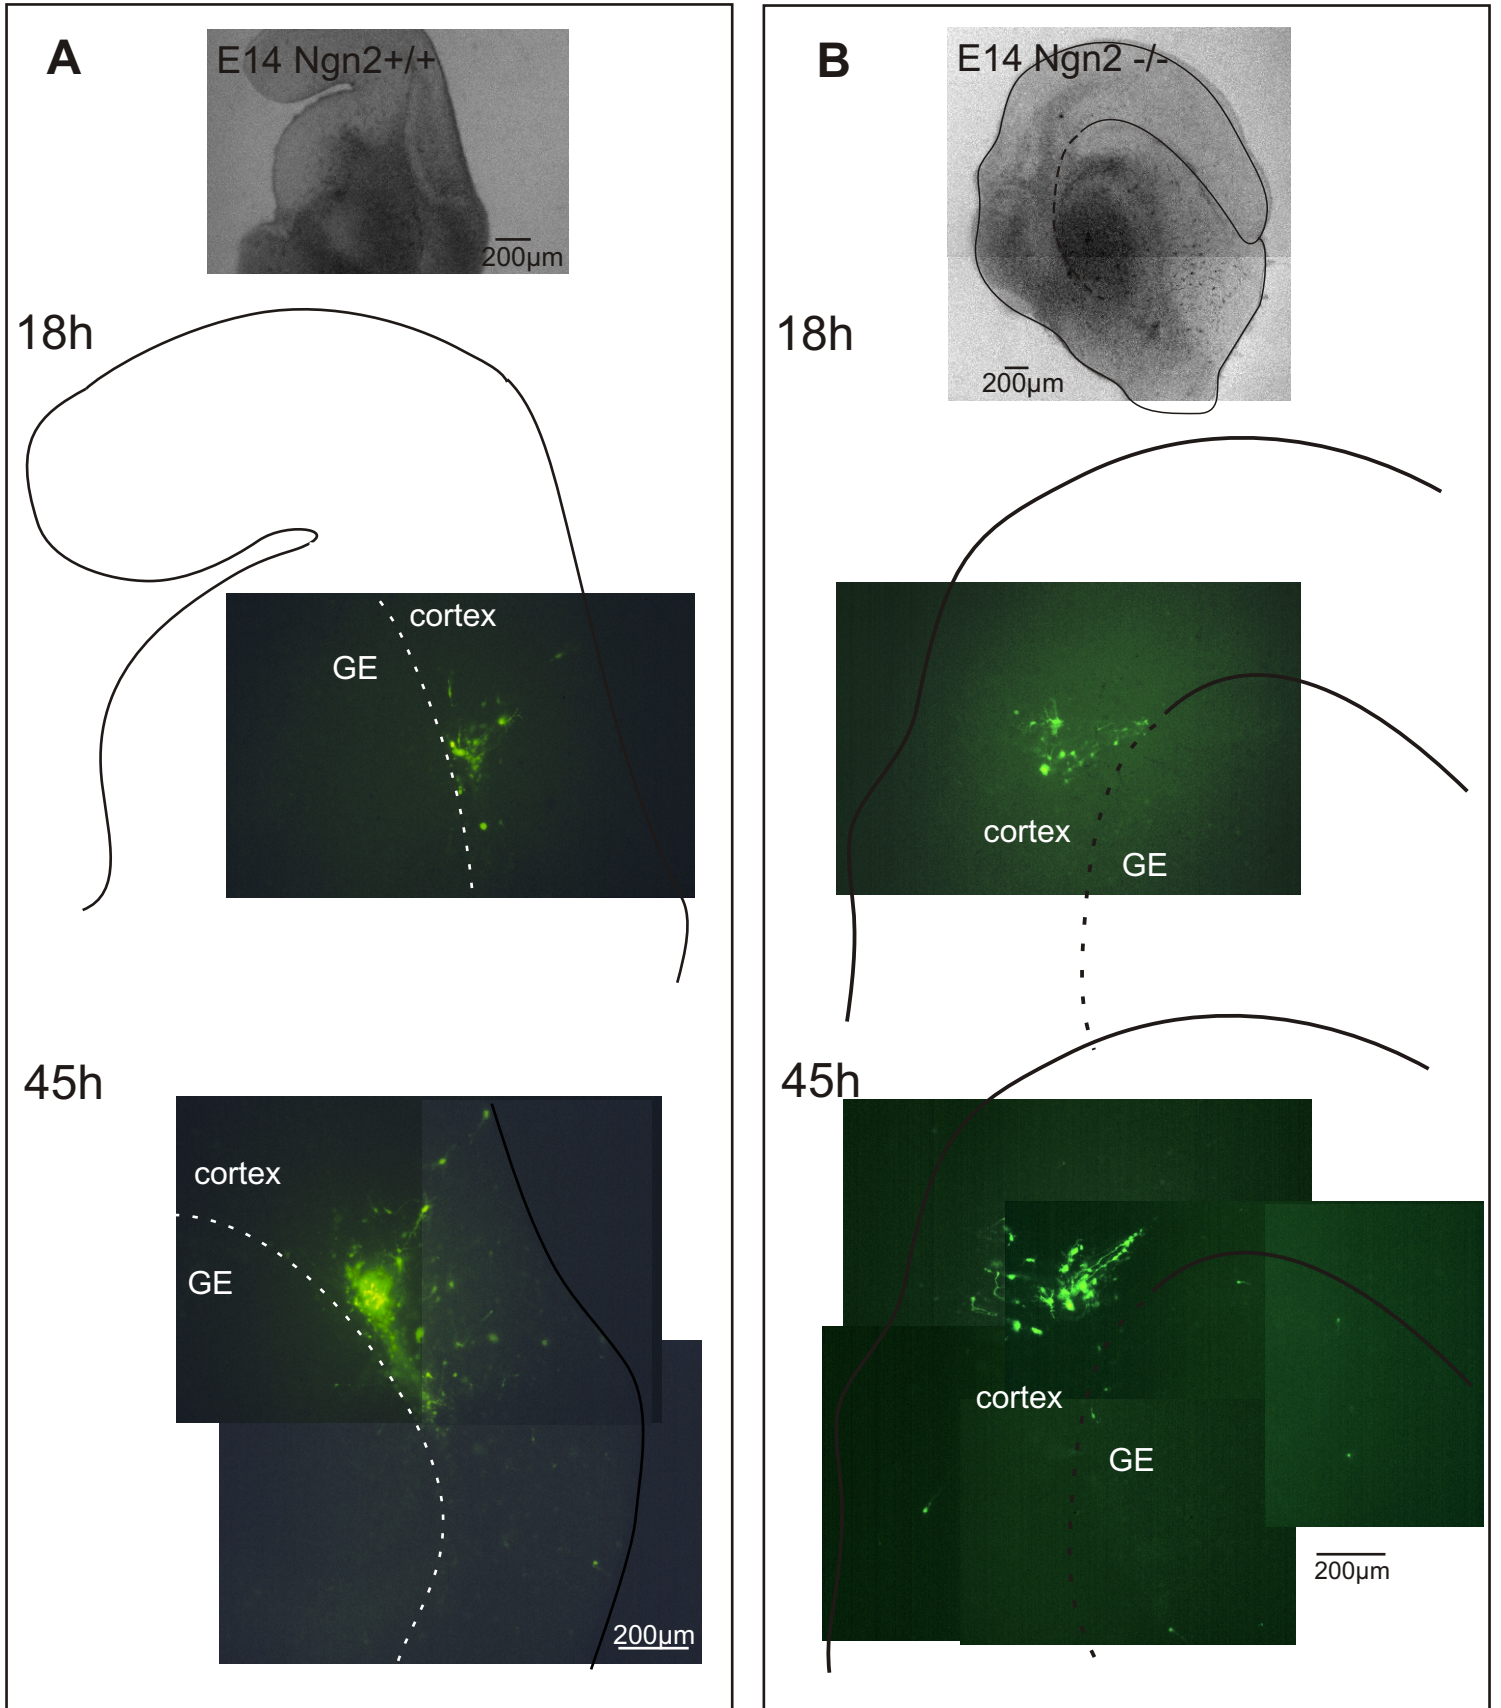 A
E14 Ngn2+/+
200µm
18h
cortex
GE
45h
cortex
GE
200µm
B
E14 Ngn2 -/-
200µm
18h
cortex
GE
45h
cortex
GE
200µm